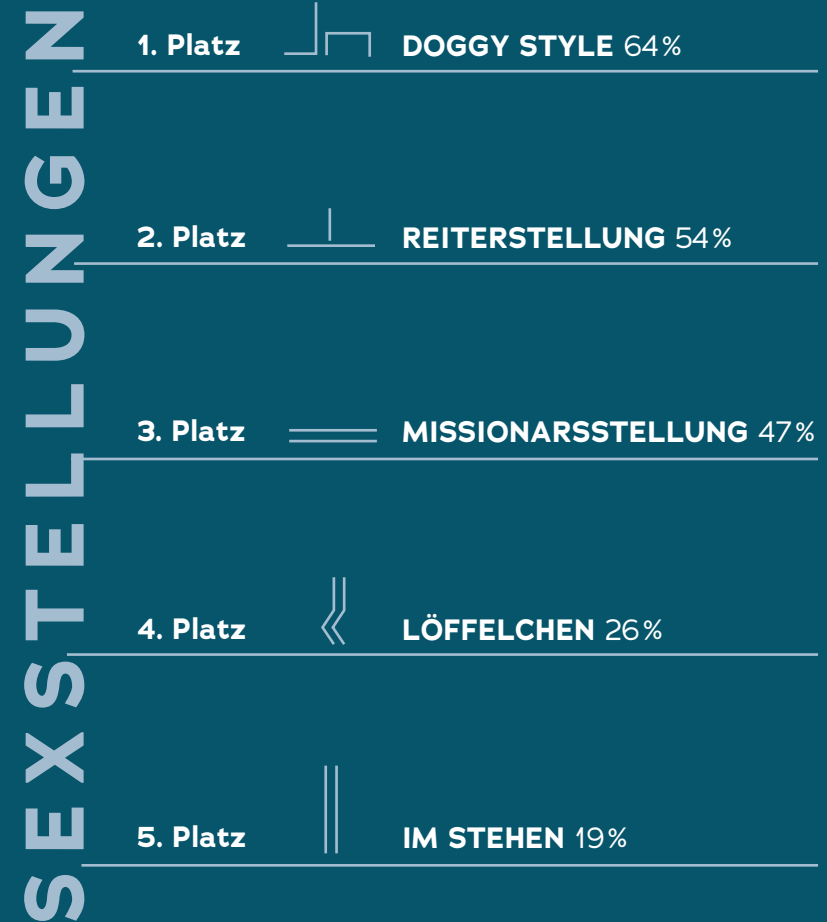 SEXSTELLUNGEN
1. Platz DOGGY STYLE 64%
2. Platz REITERSTELLUNG 54%
3. Platz MISSIONARSSTELLUNG 47%
4. Platz LÖFFELCHEN 26%
5. Platz IM STEHEN 19%